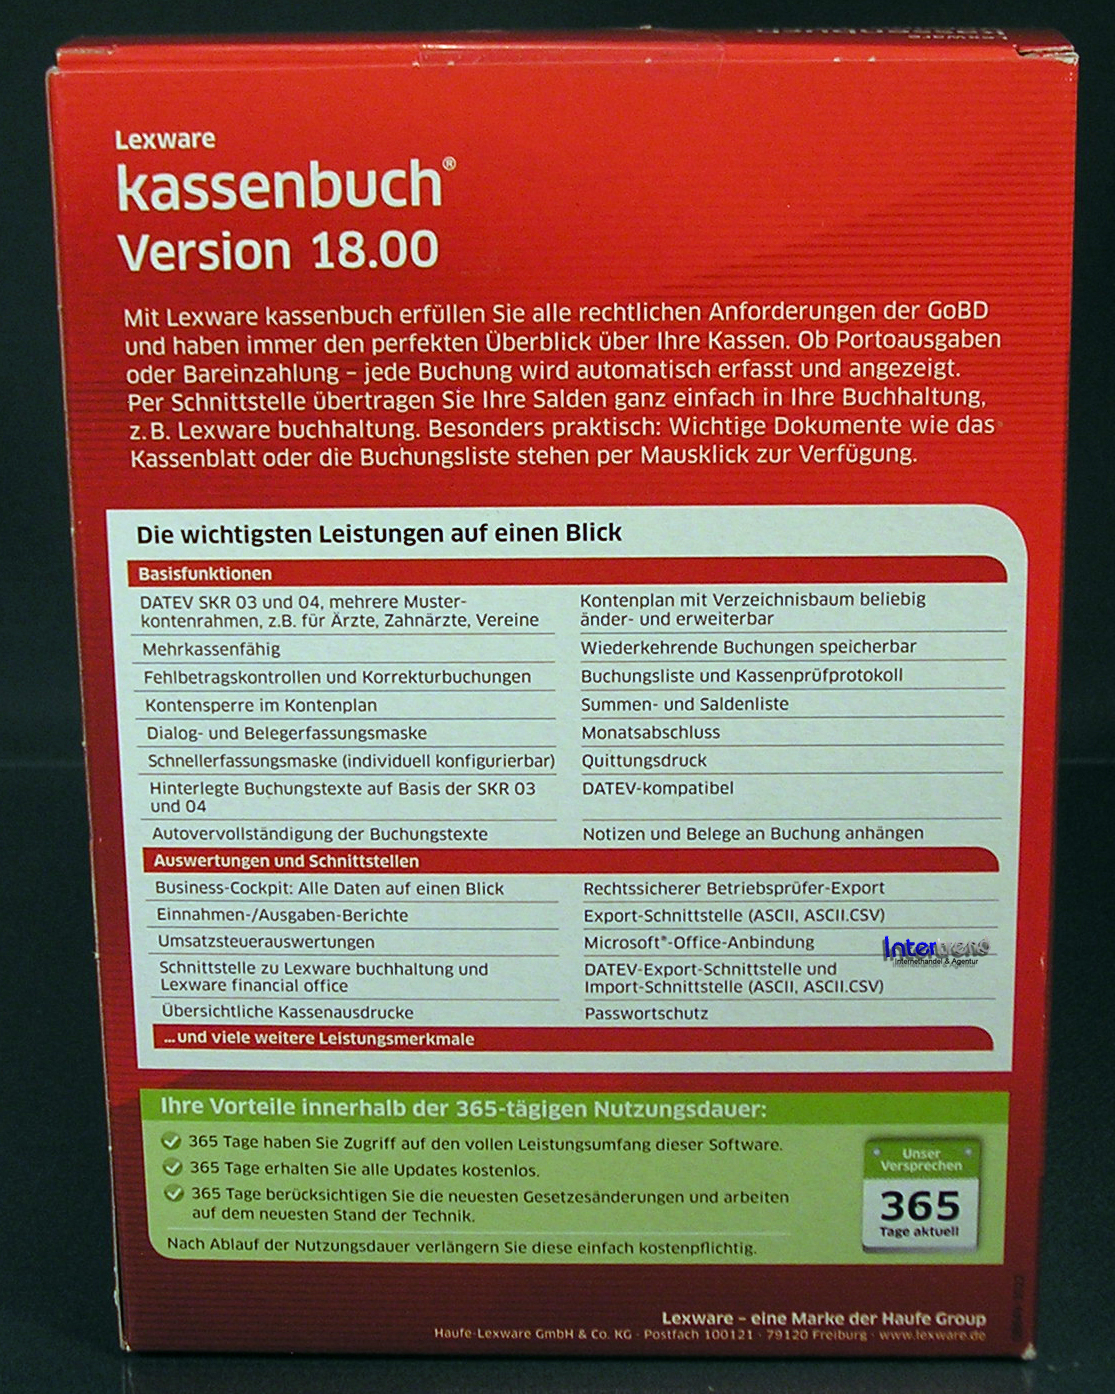 Lexware
kassenbuch®
Version 18.00
Mit Lexware kassenbuch erfüllen Sie alle rechtlichen Anforderungen der GoBD
und haben immer den perfekten Überblick über Ihre Kassen. Ob Portoausgaben
oder Bareinzahlung – jede Buchung wird automatisch erfasst und angezeigt.
Per Schnittstelle übertragen Sie Ihre Salden ganz einfach in Ihre Buchhaltung,
z. B. Lexware buchhaltung. Besonders praktisch: Wichtige Dokumente wie das
Kassenblatt oder die Buchungsliste stehen per Mausklick zur Verfügung.
Die wichtigsten Leistungen auf einen Blick
Basisfunktionen
DATEV SKR 03 und 04, mehrere Muster-
kontenrahmen, z.B. für Ärzte, Zahnärzte, Vereine
Kontenplan mit Verzeichnisbaum beliebig
änder- und erweiterbar
Mehrkassenfähig
Wiederkehrende Buchungen speicherbar
Fehlbetragskontrollen und Korrekturbuchungen
Buchungsliste und Kassenprüfprotokoll
Kontensperre im Kontenplan
Summen- und Saldenliste
Dialog- und Belegerfassungsmaske
Monatsabschluss
Schnellerfassungsmaske (individuell konfigurierbar)
Quittungsdruck
Hinterlegte Buchungstexte auf Basis der SKR 03
und 04
DATEV-kompatibel
Autovervollständigung der Buchungstexte
Notizen und Belege an Buchung anhängen
Auswertungen und Schnittstellen
Business-Cockpit: Alle Daten auf einen Blick
Rechtssicherer Betriebsprüfer-Export
Einnahmen-/Ausgaben-Berichte
Export-Schnittstelle (ASCII, ASCII.CSV)
Umsatzsteuerauswertungen
Microsoft®-Office-Anbindung
Schnittstelle zu Lexware buchhaltung und
Lexware financial office
DATEV-Export-Schnittstelle und
Import-Schnittstelle (ASCII, ASCII.CSV)
Übersichtliche Kassenausdrucke
Passwortschutz
... und viele weitere Leistungsmerkmale
Internethandel & Agentur
Ihre Vorteile innerhalb der 365-tägigen Nutzungsdauer:
365 Tage haben Sie Zugriff auf den vollen Leistungsumfang dieser Software.
365 Tage erhalten Sie alle Updates kostenlos.
365 Tage berücksichtigen Sie die neuesten Gesetzesänderungen und arbeiten
auf dem neuesten Stand der Technik.
Nach Ablauf der Nutzungsdauer verlängern Sie diese einfach kostenpflichtig.
Unser
Versprechen
365
Tage aktuell
Lexware – eine Marke der Haufe Group
Haufe-Lexware GmbH & Co. KG · Postfach 100121 · 79120 Freiburg · www.lexware.de